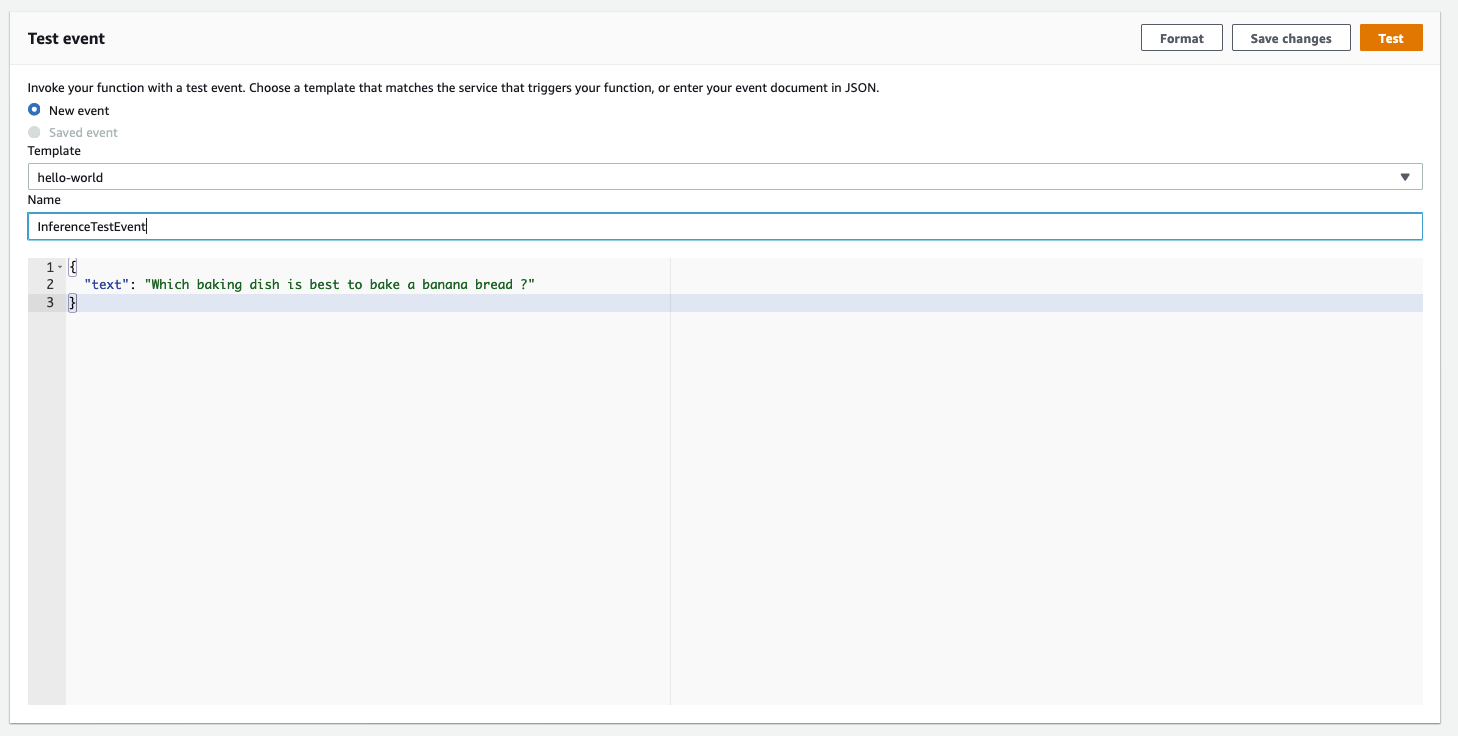 Test event
Format
Save changes
Test
Invoke your function with a test event. Choose a template that matches the service that triggers your function, or enter your event document in JSON.
New event
Saved event
Template
hello-world
Name
InferenceTestEvent
1 {
2 "text": "Which baking dish is best to bake a banana bread ?"
3 }